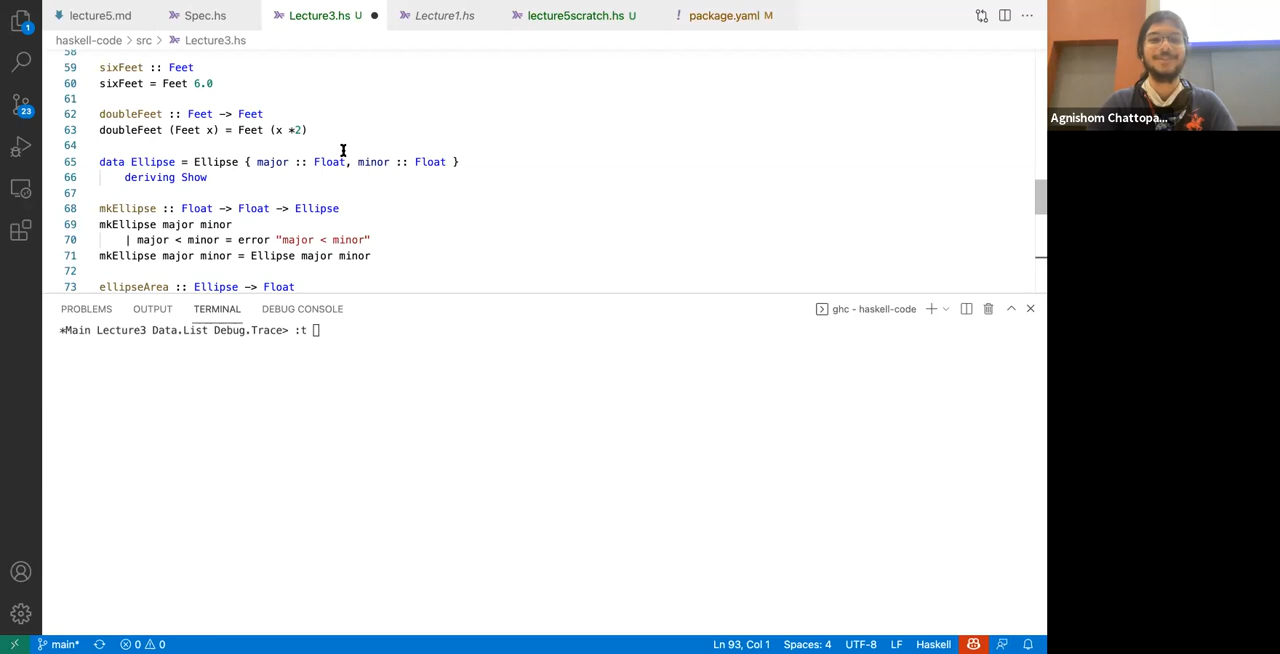 lecture5.md Spec.hs Lecture3.hs U Lecture1.hs lecture5scratch.hs U ! package.yaml M
1
haskell-code > src > Lecture3.hs
58
59 sixFeet :: Feet
60 sixFeet = Feet 6.0
61
62 doubleFeet :: Feet -> Feet
63 doubleFeet (Feet x) = Feet (x *2)
64
65 data Ellipse = Ellipse { major :: Float, minor :: Float }
66 deriving Show
67
68 mkEllipse :: Float -> Float -> Ellipse
69 mkEllipse major minor
70 | major < minor = error "major < minor"
71 mkEllipse major minor = Ellipse major minor
72
73 ellipseArea :: Ellipse -> Float
23
PROBLEMS OUTPUT TERMINAL DEBUG CONSOLE ghc - haskell-code
*Main Lecture3 Data.List Debug.Trace> :t
main* 0 0 Ln 93, Col 1 Spaces: 4 UTF-8 LF Haskell
Agnishom Chattopa...